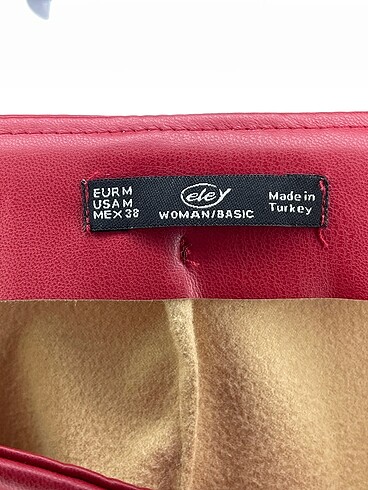 EUR M
USA M
MEX 38
eley
WOMAN/BASIC
Made in
Turkey